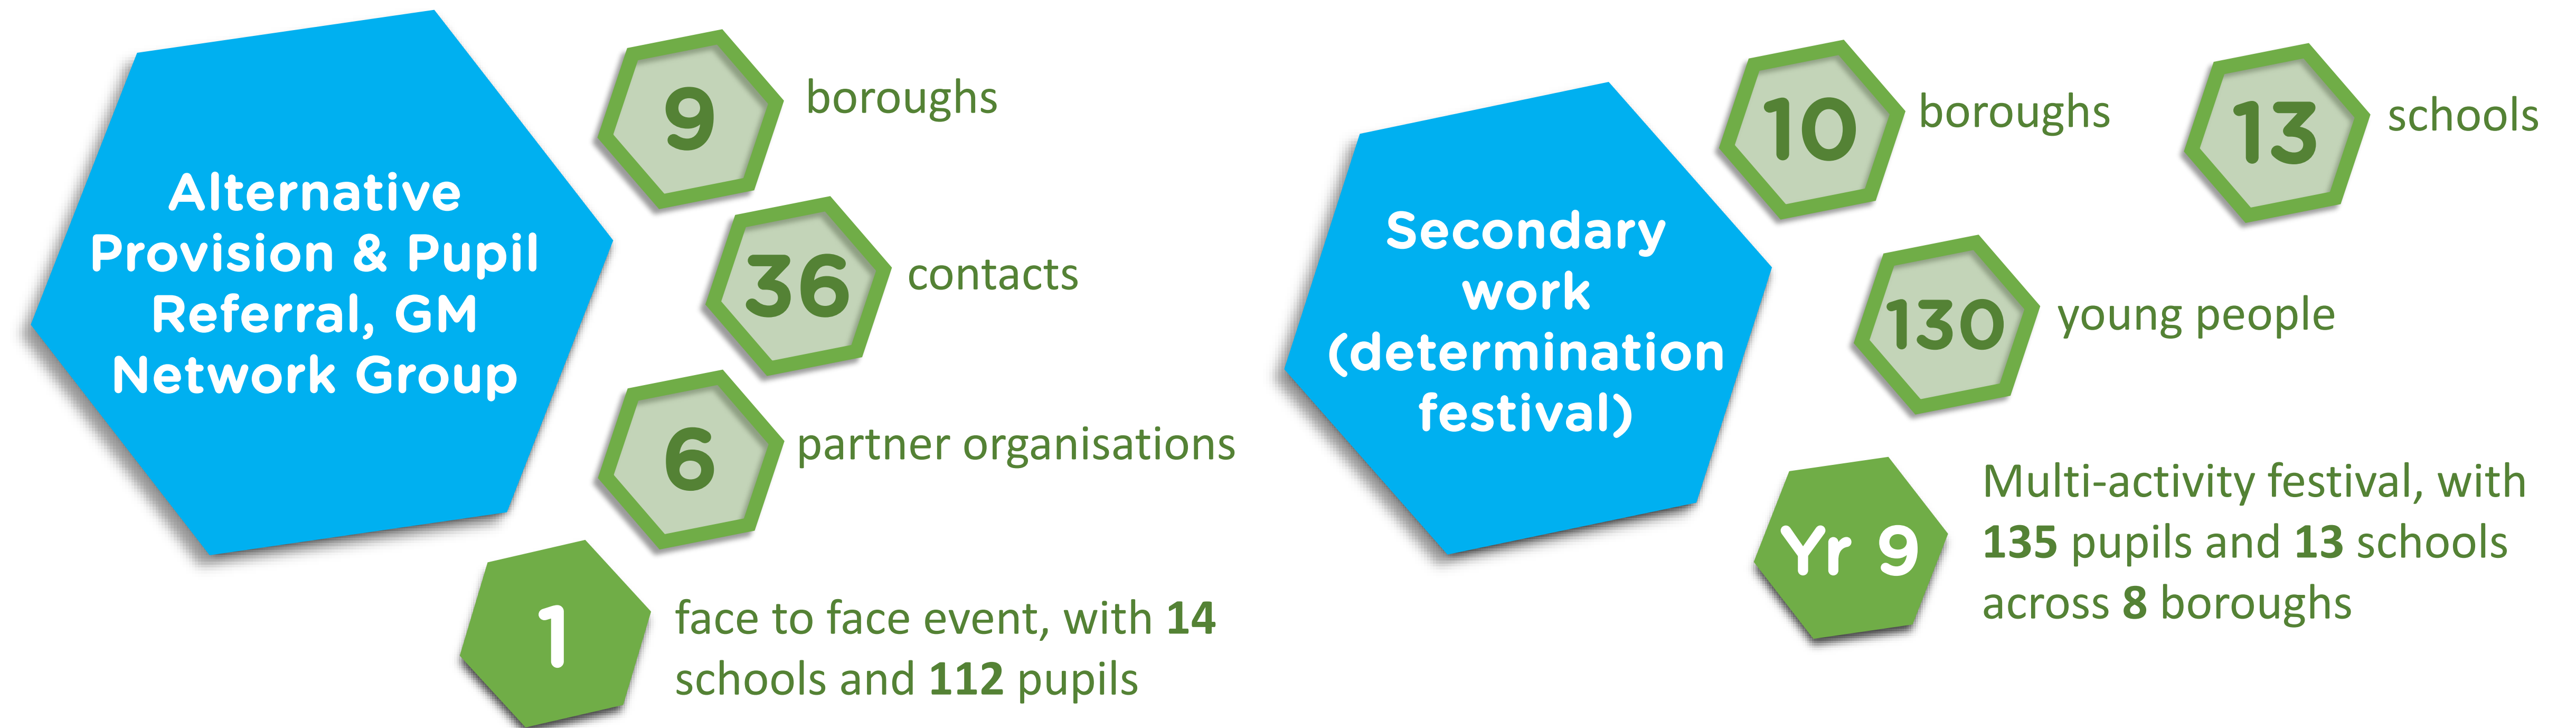 Alternative
Provision & Pupil
Referral, GM
Network Group
9
boroughs
36
contacts
6
partner organisations
1
face to face event, with 14
schools and 112 pupils
Secondary
work
(determination
festival)
10
boroughs
13
schools
130
young people
Yr 9
Multi-activity festival, with
135 pupils and 13 schools
across 8 boroughs